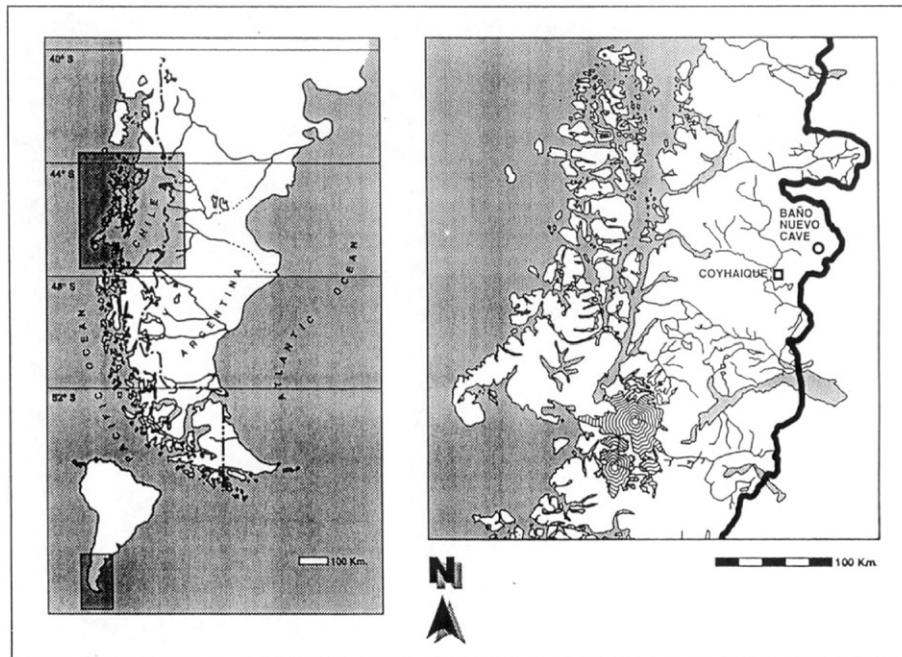 40° S
44° S
48° S
52° S
CHILE
ARGENTINA
PACIFIC OCEAN
ATLANTIC OCEAN
100 Km.
BAÑO
NUEVO
CAVE
COYHAIQUE
N
100 Km.